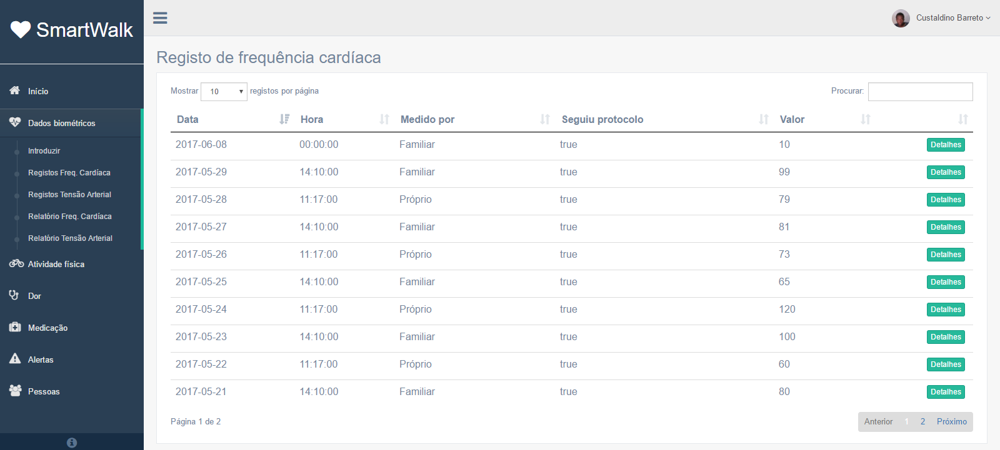 SmartWalk
Custaldino Barreto
Início
Dados biométricos
Introduzir
Registos Freq. Cardíaca
Registos Tensão Arterial
Relatório Freq. Cardíaca
Relatório Tensão Arterial
Atividade física
Dor
Medicação
Alertas
Pessoas
Registo de frequência cardíaca
Mostrar 10 registos por página Procurar:
Data Hora Medido por Seguiu protocolo Valor
2017-06-08 00:00:00 Familiar true 10 Detalhes
2017-05-29 14:10:00 Familiar true 99 Detalhes
2017-05-28 11:17:00 Próprio true 79 Detalhes
2017-05-27 14:10:00 Familiar true 81 Detalhes
2017-05-26 11:17:00 Próprio true 73 Detalhes
2017-05-25 14:10:00 Familiar true 65 Detalhes
2017-05-24 11:17:00 Próprio true 120 Detalhes
2017-05-23 14:10:00 Familiar true 100 Detalhes
2017-05-22 11:17:00 Próprio true 60 Detalhes
2017-05-21 14:10:00 Familiar true 80 Detalhes
Página 1 de 2 Anterior 1 2 Próximo